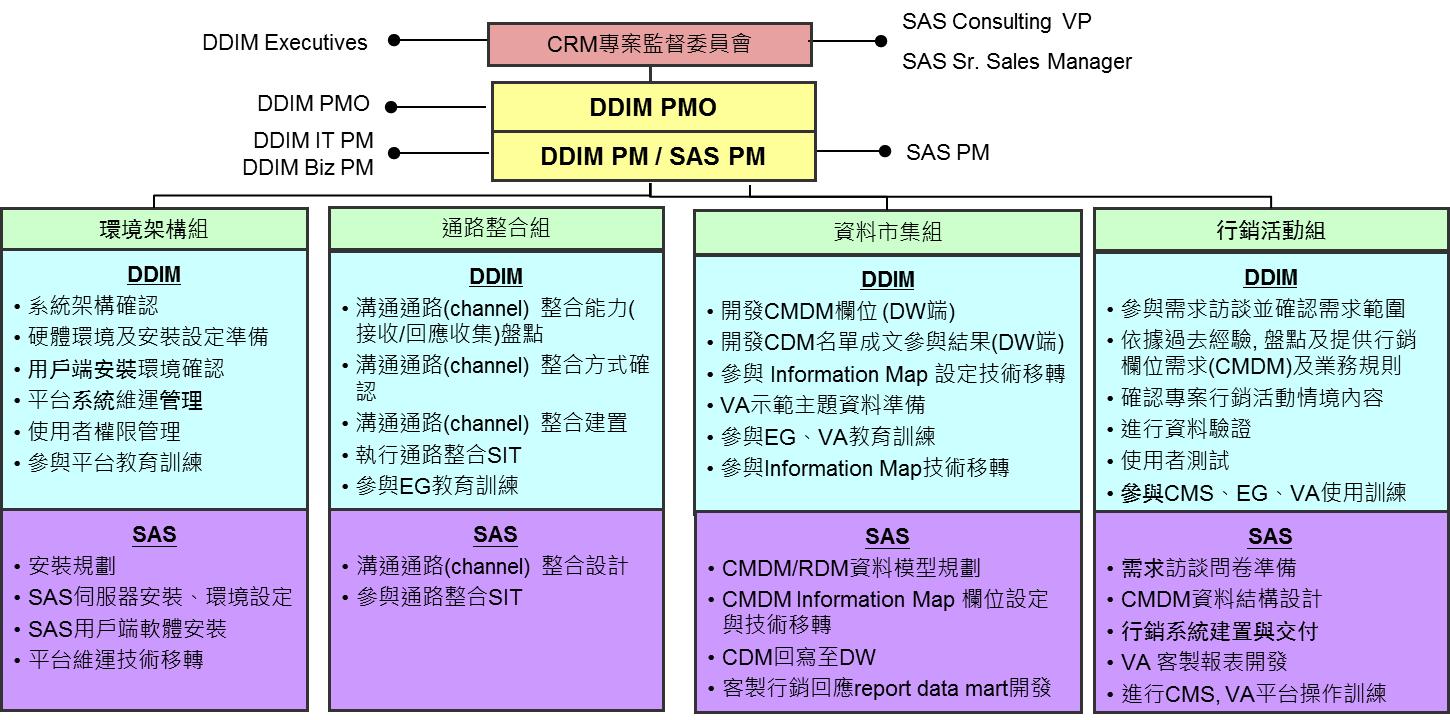 DDIM Executives
CRM專案監督委員會
SAS Consulting VP
SAS Sr. Sales Manager
DDIM PMO
DDIM PMO
DDIM IT PM
DDIM Biz PM
DDIM PM / SAS PM
SAS PM
環境架構組
DDIM
• 系統架構確認
• 硬體環境及安裝設定準備
• 用戶端安裝環境確認
• 平台系統維運管理
• 使用者權限管理
• 參與平台教育訓練
SAS
• 安裝規劃
• SAS伺服器安裝、環境設定
• SAS用戶端軟體安裝
• 平台維運技術移轉
通路整合組
DDIM
• 溝通通路(channel) 整合能力(
接收/回應收集)盤點
• 溝通通路(channel) 整合方式確
認
• 溝通通路(channel) 整合建置
• 執行通路整合SIT
• 參與EG教育訓練
SAS
• 溝通通路(channel) 整合設計
• 參與通路整合SIT
資料市集組
DDIM
• 開發CMDM欄位 (DW端)
• 開發CDM名單成文參與結果(DW端)
• 參與 Information Map 設定技術移轉
• VA示範主題資料準備
• 參與EG、VA教育訓練
• 參與Information Map技術移轉
SAS
• CMDM/RDM資料模型規劃
• CMDM Information Map 欄位設定
與技術移轉
• CDM回寫至DW
• 客製行銷回應report data mart開發
行銷活動組
DDIM
• 參與需求訪談並確認需求範圍
• 依據過去經驗, 盤點及提供行銷
欄位需求(CMDM)及業務規則
• 確認專案行銷活動情境內容
• 進行資料驗證
• 使用者測試
• 參與CMS、EG、VA使用訓練
SAS
• 需求訪談問卷準備
• CMDM資料結構設計
• 行銷系統建置與交付
• VA 客製報表開發
• 進行CMS, VA平台操作訓練